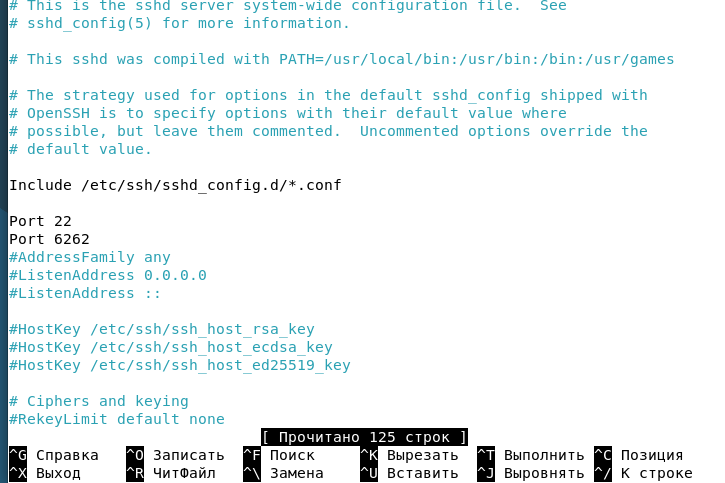 # This is the sshd server system-wide configuration file.  See
# sshd_config(5) for more information.
# This sshd was compiled with PATH=/usr/local/bin:/usr/bin:/bin:/usr/games
# The strategy used for options in the default sshd_config shipped with
# OpenSSH is to specify options with their default value where
# possible, but leave them commented.  Uncommented options override the
# default value.
Include /etc/ssh/sshd_config.d/*.conf
Port 22
Port 6262
#AddressFamily any
#ListenAddress 0.0.0.0
#ListenAddress ::
#HostKey /etc/ssh/ssh_host_rsa_key
#HostKey /etc/ssh/ssh_host_ecdsa_key
#HostKey /etc/ssh/ssh_host_ed25519_key
# Ciphers and keying
#RekeyLimit default none
[ Прочитано 125 строк ]
^G Справка ^O Записать ^F Поиск ^K Вырезать ^T Выполнить ^C Позиция
^X Выход ^R ЧитФайл ^\ Замена ^U Вставить ^J Выровнять ^/ К строке